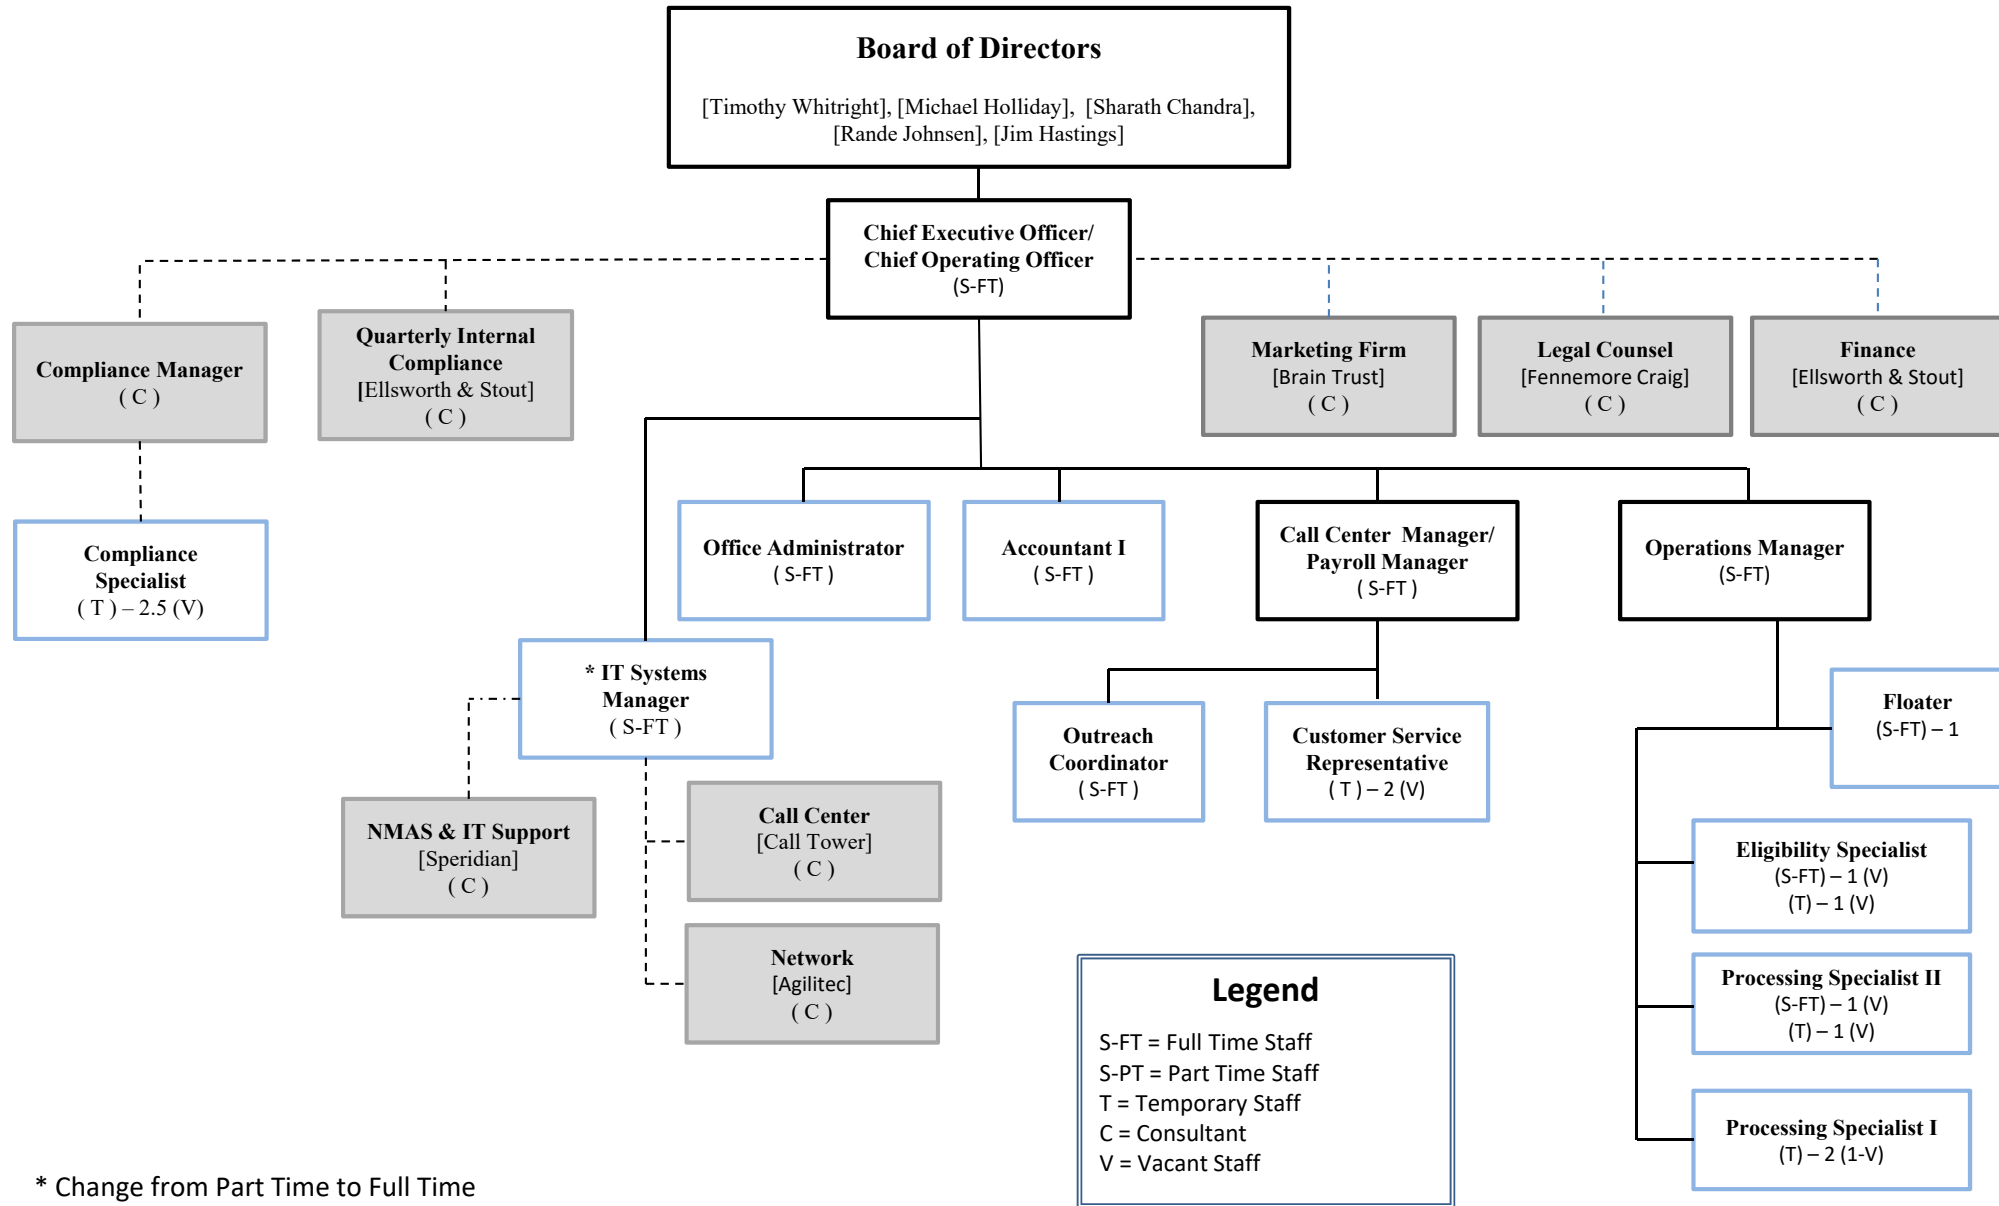 Board of Directors
[Timothy Whitright], [Michael Holliday],  [Sharath Chandra],
[Rande Johnsen], [Jim Hastings]
Chief Executive Officer/
Chief Operating Officer
(S-FT)
Compliance Manager
( C )
Quarterly Internal
Compliance
[Ellsworth & Stout]
( C )
Marketing Firm
[Brain Trust]
( C )
Legal Counsel
[Fennemore Craig]
( C )
Finance
[Ellsworth & Stout]
( C )
Compliance
Specialist
( T ) – 2.5 (V)
Office Administrator
( S-FT )
Accountant I
( S-FT )
Call Center  Manager/
Payroll Manager
( S-FT )
Operations Manager
(S-FT)
* IT Systems
Manager
( S-FT )
Outreach
Coordinator
( S-FT )
Customer Service
Representative
( T ) – 2 (V)
Floater
(S-FT) – 1
NMAS & IT Support
[Speridian]
( C )
Call Center
[Call Tower]
( C )
Network
[Agilitec]
( C )
Eligibility Specialist
(S-FT) – 1 (V)
(T) – 1 (V)
Processing Specialist II
(S-FT) – 1 (V)
(T) – 1 (V)
Processing Specialist I
(T) – 2 (1-V)
Legend
S-FT = Full Time Staff
S-PT = Part Time Staff
T = Temporary Staff
C = Consultant
V = Vacant Staff
* Change from Part Time to Full Time